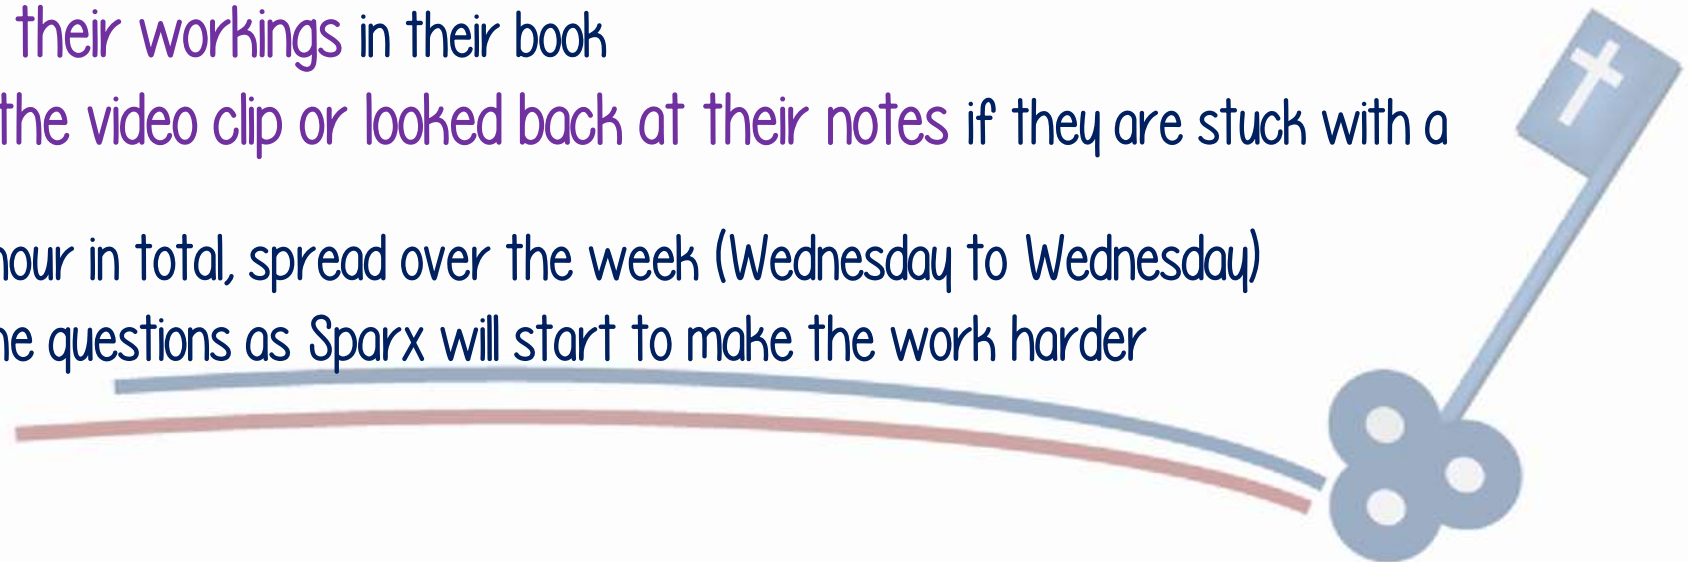 their workings in their book
the video clip or looked back at their notes if they are stuck with a
hour in total, spread over the week (Wednesday to Wednesday)
he questions as Sparx will start to make the work harder